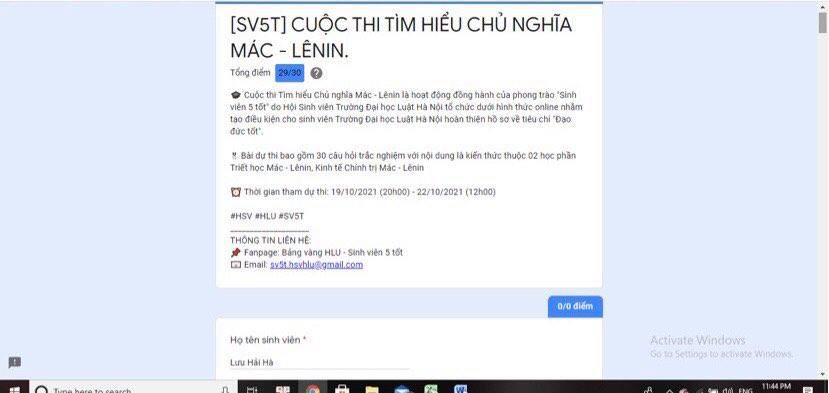 [SV5T] CUỘC THI TÌM HIỂU CHỦ NGHĨA
MÁC - LÊNIN.
Tổng điểm 29/30 ?
🎓 Cuộc thi Tìm hiểu Chủ nghĩa Mác - Lênin là hoạt động đồng hành của phong trào "Sinh
viên 5 tốt" do Hội Sinh viên Trường Đại học Luật Hà Nội tổ chức dưới hình thức online nhằm
tạo điều kiện cho sinh viên Trường Đại học Luật Hà Nội hoàn thiện hồ sơ về tiêu chí "Đạo
đức tốt".
‼ Bài dự thi bao gồm 30 câu hỏi trắc nghiệm với nội dung là kiến thức thuộc 02 học phần
Triết học Mác - Lênin, Kinh tế Chính trị Mác - Lênin
⏰ Thời gian tham dự thi: 19/10/2021 (20h00) - 22/10/2021 (12h00)
#HSV #HLU #SV5T
____________________
THÔNG TIN LIÊN HỆ:
📌 Fanpage: Bảng vàng HLU - Sinh viên 5 tốt
📧 Email: sv5t.hsvhlu@gmail.com
0/0 điểm
Họ tên sinh viên *
Lưu Hải Hà
Activate Windows
Go to Settings to activate Windows.
Type here to search
ENG
11:44 PM